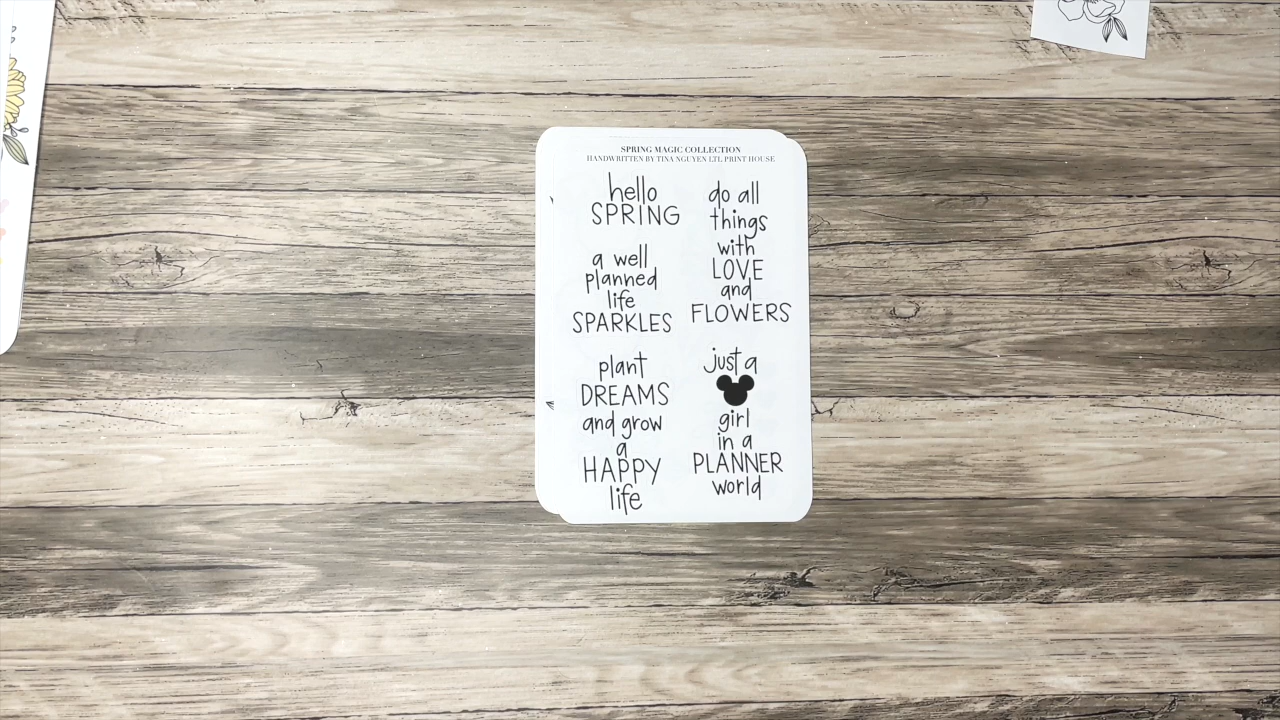 SPRING MAGIC COLLECTION
HANDWRITTEN BY TINA NGUYEN LTL PRINT HOUSE
hello
SPRING
a well
planned
life
SPARKLES
plant
DREAMS
and grow
a
HAPPY
life
do all
things
with
LOVE
and
FLOWERS
just a
girl
in a
PLANNER
world